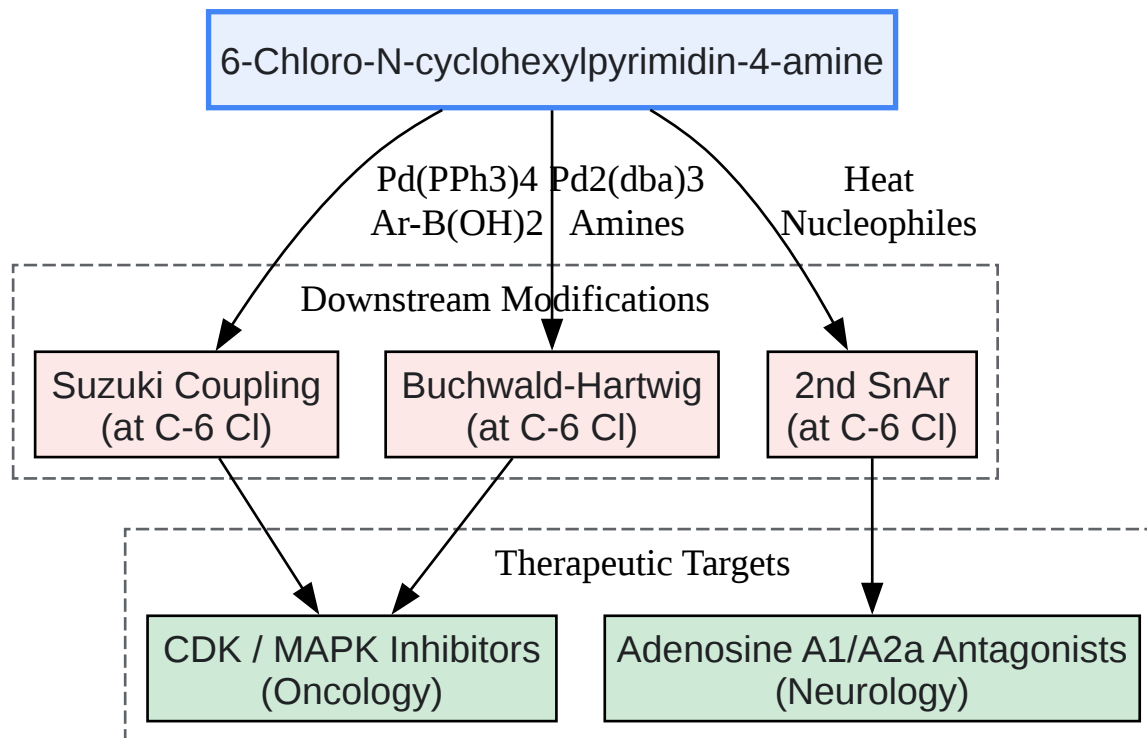 6-Chloro-N-cyclohexylpyrimidin-4-amine
Pd(PPh3)4
Ar-B(OH)2
Pd2(dba)3
Amines
Heat
Nucleophiles
Downstream Modifications
Suzuki Coupling
(at C-6 Cl)
Buchwald-Hartwig
(at C-6 Cl)
2nd SnAr
(at C-6 Cl)
Therapeutic Targets
CDK / MAPK Inhibitors
(Oncology)
Adenosine A1/A2a Antagonists
(Neurology)